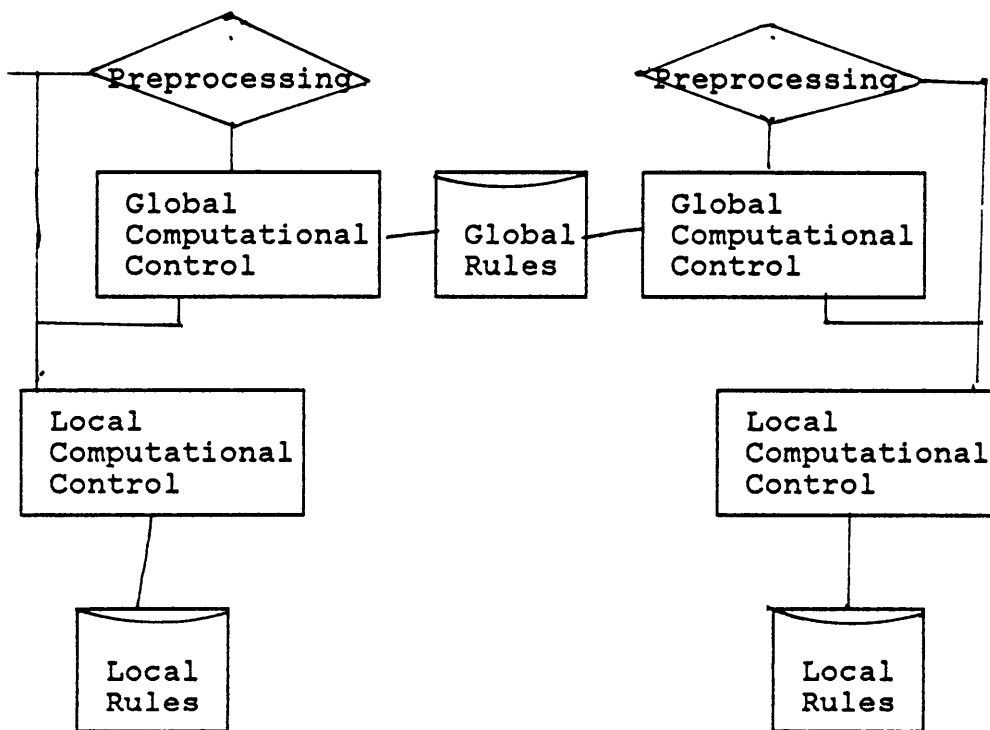 Preprocessing
Preprocessing
Global
Computational
Control
Global
Rules
Global
Computational
Control
Local
Computational
Control
Local
Computational
Control
Local
Rules
Local
Rules